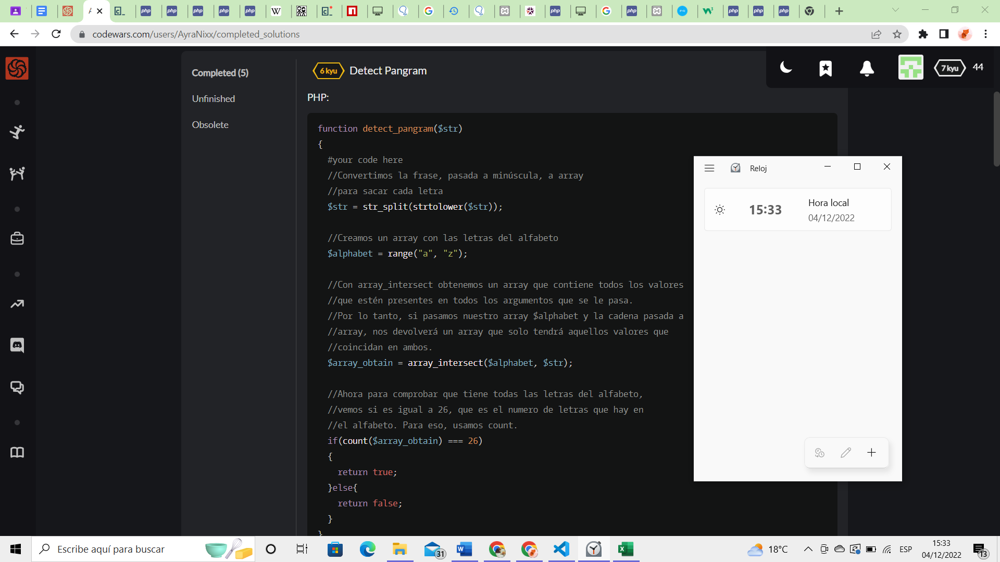 codewars.com/users/AyraNixx/completed_solutions
Completed (5)
Unfinished
Obsolete
6 kyu Detect Pangram
7 kyu 44
PHP:
function detect_pangram($str)
{
#your code here
//Convertimos la frase, pasada a minúscula, a array
//para sacar cada letra
$str = str_split(strtolower($str));
//Creamos un array con las letras del alfabeto
$alphabet = range("a", "z");
//Con array_intersect obtenemos un array que contiene todos los valores
//que estén presentes en todos los argumentos que se le pasa.
//Por lo tanto, si pasamos nuestro array $alphabet y la cadena pasada a
//array, nos devolverá un array que solo tendrá aquellos valores que
//coincidan en ambos.
$array_obtain = array_intersect($alphabet, $str);
//Ahora para comprobar que tiene todas las letras del alfabeto,
//vemos si es igual a 26, que es el numero de letras que hay en
//el alfabeto. Para eso, usamos count.
if(count($array_obtain) === 26)
{
return true;
}else{
return false;
}
}
Reloj
15:33
Hora local
04/12/2022
Escribe aquí para buscar
31
18°C
ESP
15:33
04/12/2022
13